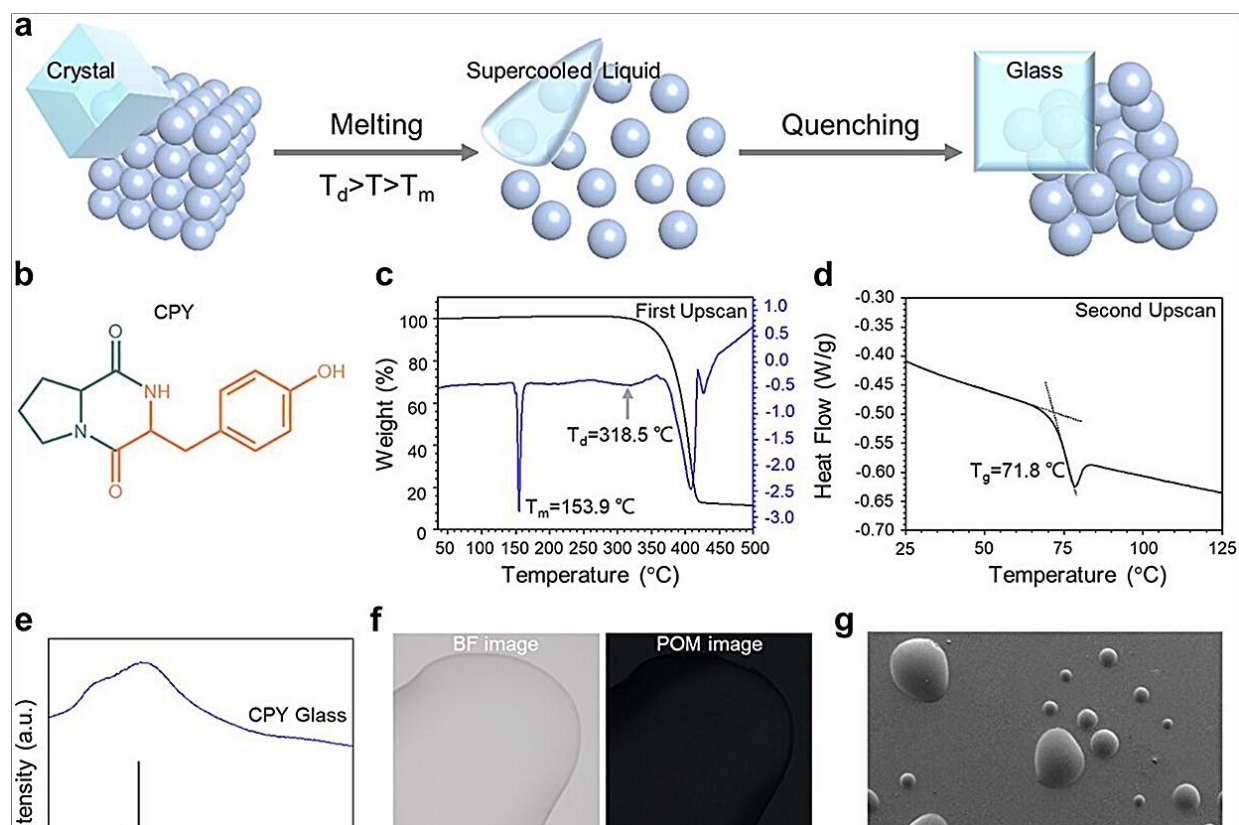 a
Crystal
Supercooled Liquid
Glass
Melting
Quenching
T_d>T>T_m
b
CPY
O
NH
N
O
OH
c
First Upscan
Weight (%)
100
80
60
40
20
0
1.0
0.5
0.0
-0.5
-1.0
-1.5
-2.0
-2.5
-3.0
T_d=318.5 °C
T_m=153.9 °C
50 100 150 200 250 300 350 400 450 500
Temperature (°C)
d
Second Upscan
Heat Flow (W/g)
-0.30
-0.35
-0.40
-0.45
-0.50
-0.55
-0.60
-0.65
-0.70
T_g=71.8 °C
25 50 75 100 125
Temperature (°C)
e
tensity (a.u.)
CPY Glass
f
BF image
POM image
g